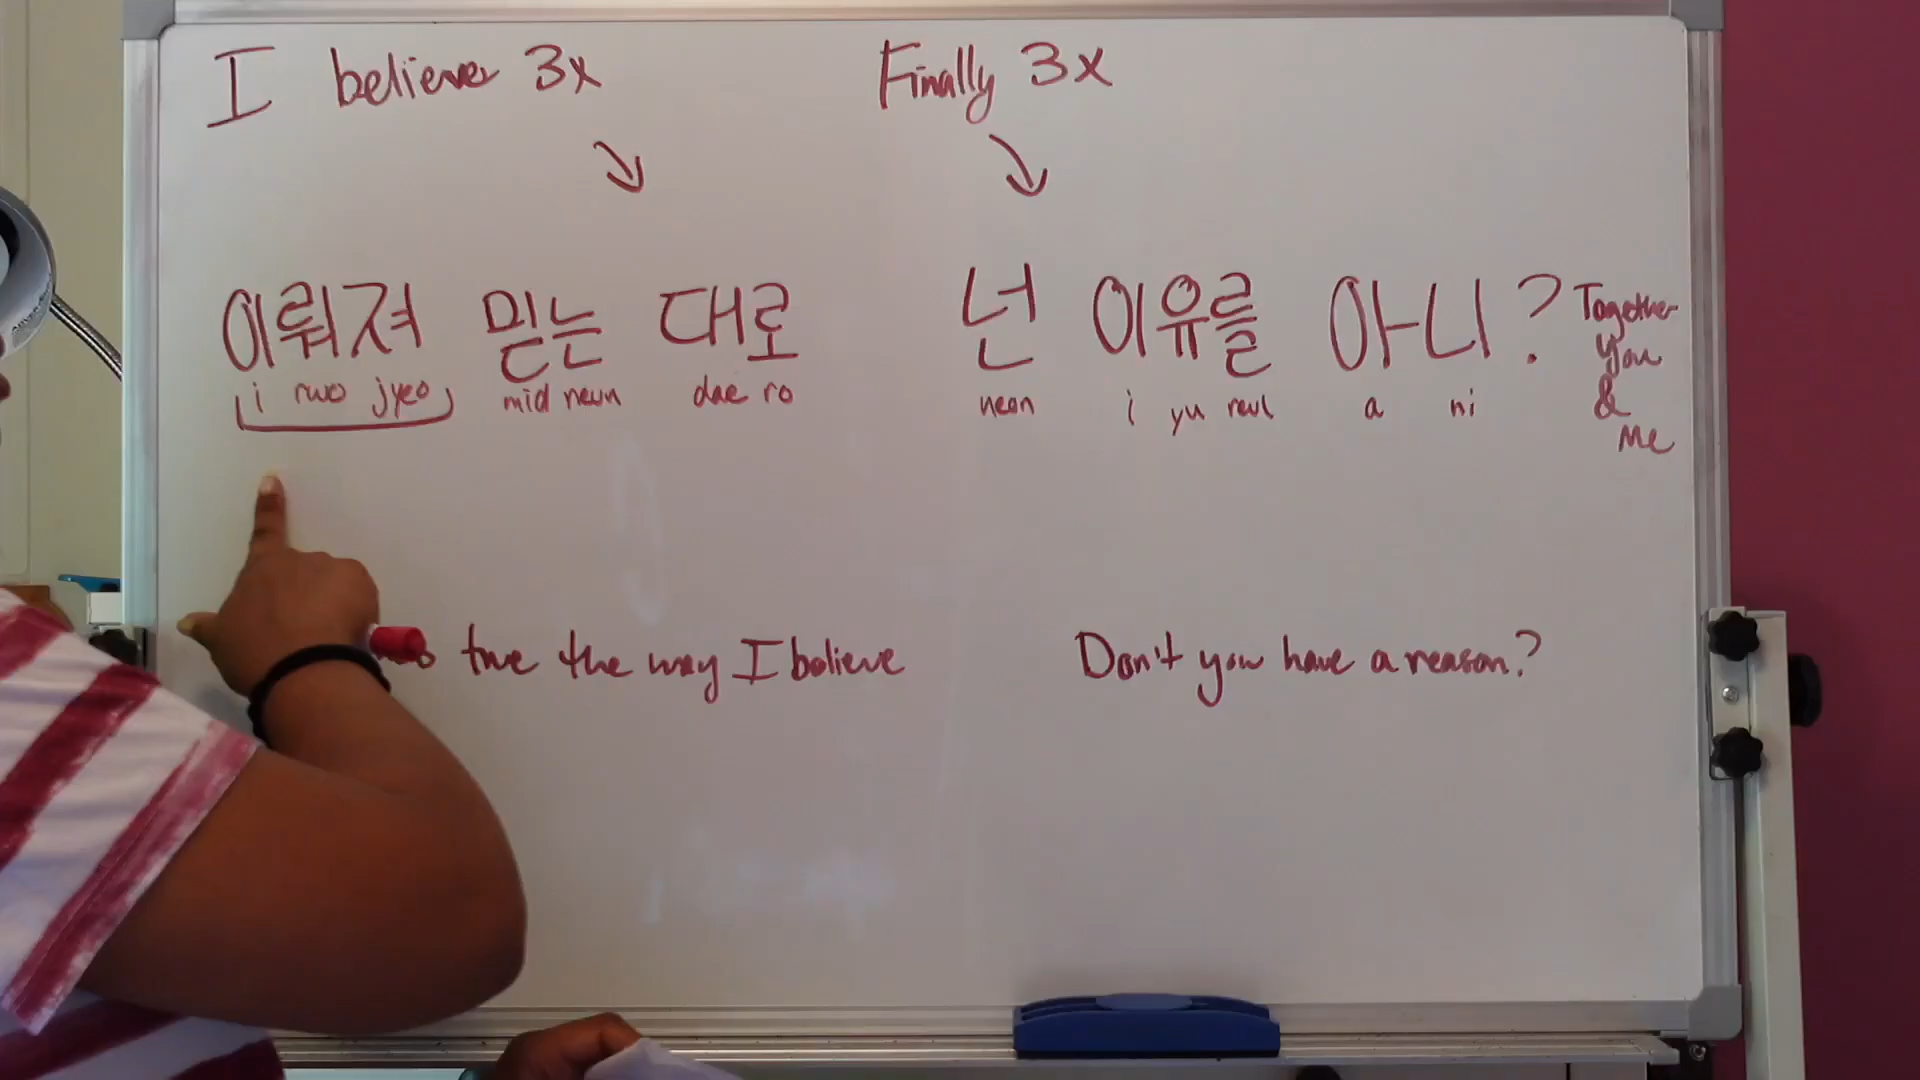 I believe 3x
Finally 3x
이뤄져 믿는 대로
i rwo jyeo mid neun dae ro
넌 이유를 아니?
neon i yu reul a ni
Together
you
&
Me
true the way I believe
Don't you have a reason?